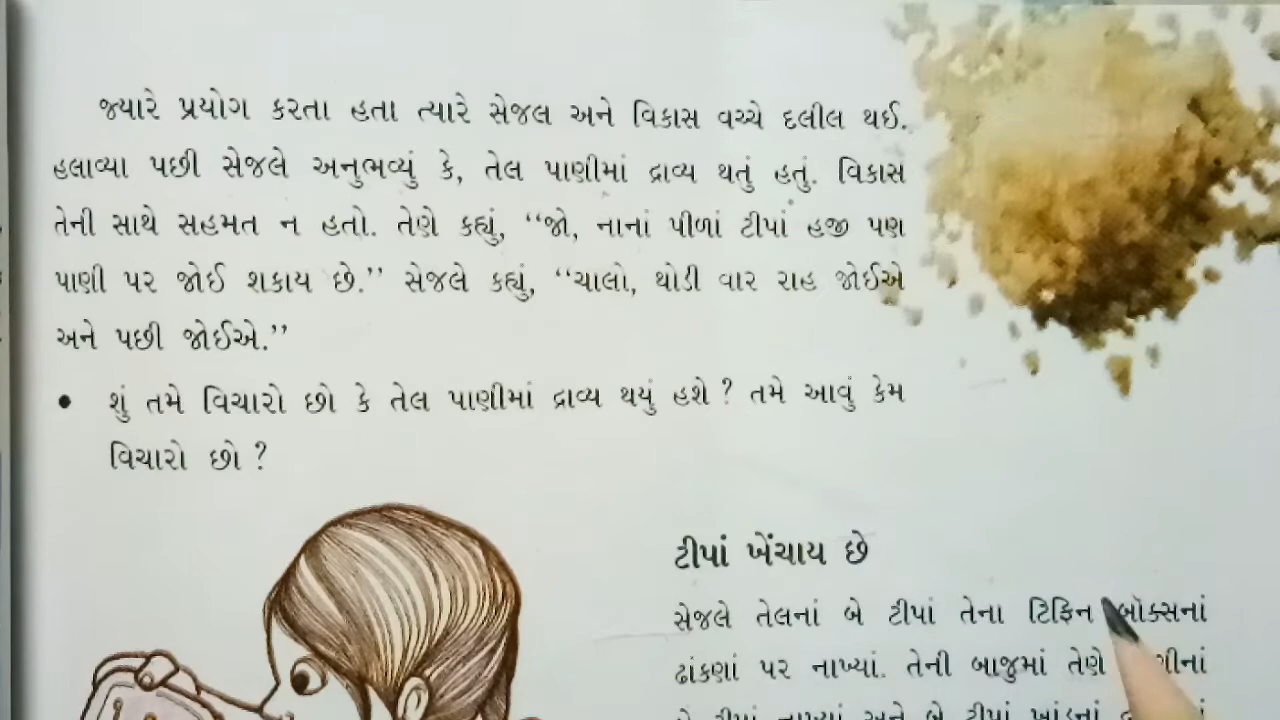 જ્યારે પ્રયોગ કરતા હતા ત્યારે સેજલ અને વિકાસ વચ્ચે દલીલ થઈ.
હલાવ્યા પછી સેજલે અનુભવ્યું કે, તેલ પાણીમાં દ્રાવ્ય થતું હતું. વિકાસ
તેની સાથે સહમત ન હતો. તેણે કહ્યું, “જો, નાનાં પીળાં ટીપાં હજી પણ
પાણી પર જોઈ શકાય છે.” સેજલે કહ્યું, “ચાલો, થોડી વાર રાહ જોઈએ
અને પછી જોઈએ.”
• શું તમે વિચારો છો કે તેલ પાણીમાં દ્રાવ્ય થયું હશે ? તમે આવું કેમ
વિચારો છો ?
ટીપાં ખેંચાય છે
સેજલે તેલનાં બે ટીપાં તેના ટિફિન બૉક્સનાં
ઢાંકણાં પર નાખ્યાં. તેની બાજુમાં તેણે
ટીપાં નાખ્યાં અને બે ટીપાં ખાંડનાં